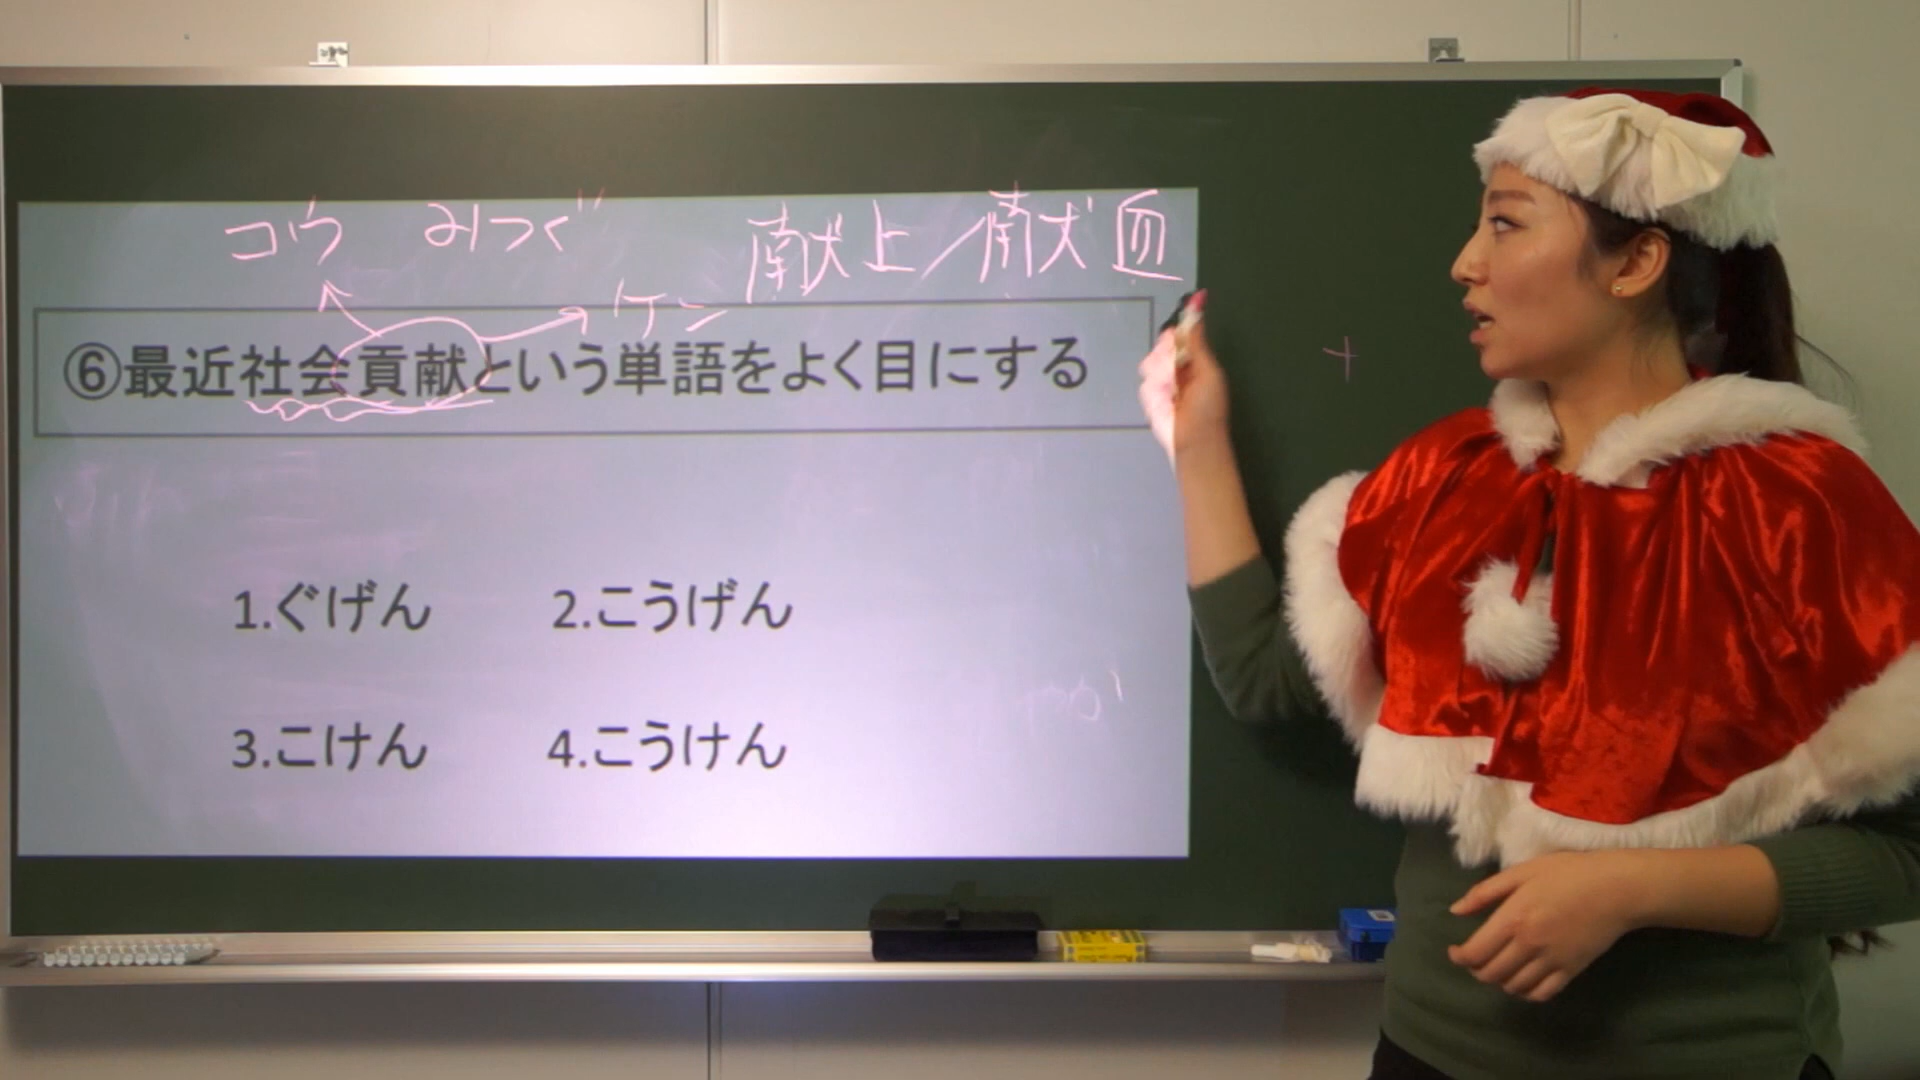 コウ みつぐ 献上/献血
ケン
⑥最近社会貢献という単語をよく目にする
1.ぐげん 2.こうげん
3.こけん 4.こうけん